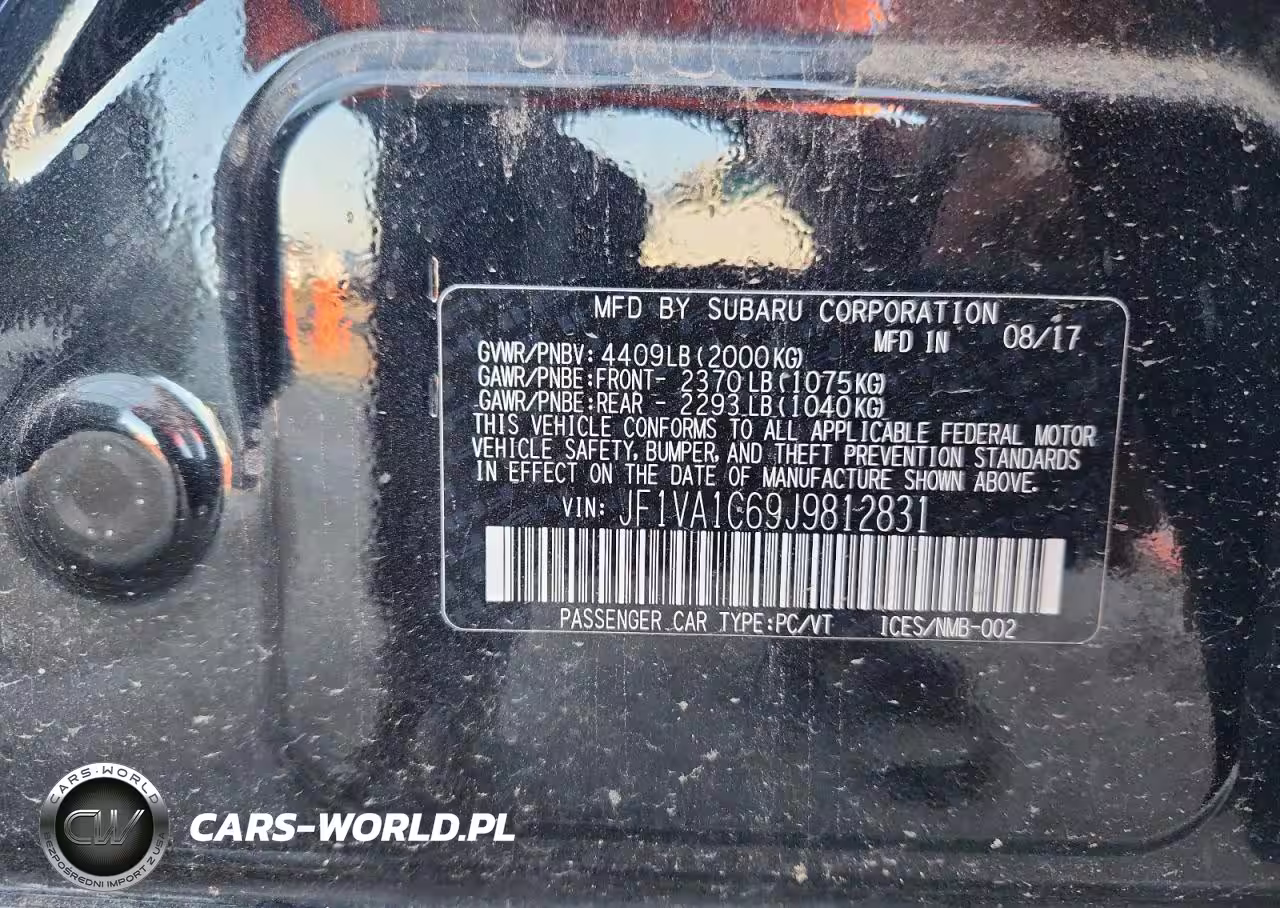 MFD BY SUBARU CORPORATION
MFD IN 08/17
GVWR/PNBV: 4409LB (2000KG)
GAWR/PNBE: FRONT- 2370LB (1075KG)
GAWR/PNBE: REAR - 2293LB (1040KG)
THIS VEHICLE CONFORMS TO ALL APPLICABLE FEDERAL MOTOR
VEHICLE SAFETY, BUMPER, AND THEFT PREVENTION STANDARDS
IN EFFECT ON THE DATE OF MANUFACTURE SHOWN ABOVE.
VIN: JF1VA1C69J9812831
PASSENGER CAR TYPE:PC/VT ICES/NMB-002
CARS-WORLD
CW
BEZPOŚREDNI IMPORT Z USA
CARS-WORLD.PL